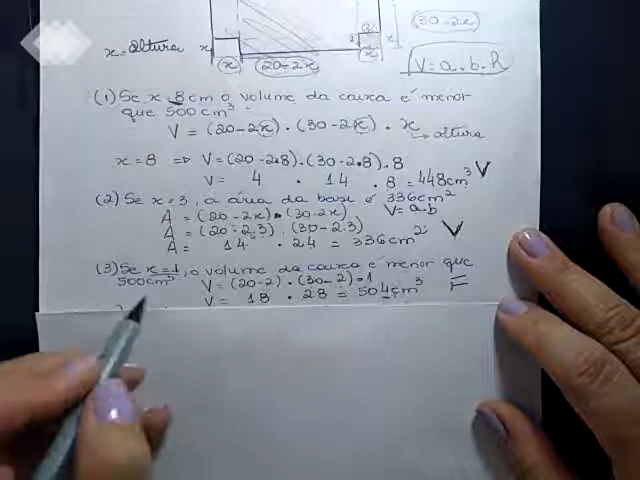 (30-2x)
x = altura x
(x) (20-2x) (x)
V = a.b.h
(1) Se x = 8cm o volume da caixa é menor
que 500 cm³.
V = (20-2x) . (30-2x) . x → altura
x = 8 ⇒ V = (20-2.8) . (30-2.8) . 8
V = 4 . 14 . 8 = 448cm³ V
(2) Se x = 3, a área da base é 336cm²
A = (20-2x) . (30-2x) V = a.b
A = (20-2.3) . (30-2.3)
A = 14 . 24 = 336cm² V
(3) Se x = 1, o volume da caixa é menor que
500cm³ V = (20-2) . (30-2) . 1
V = 18 . 28 = 504cm³ F